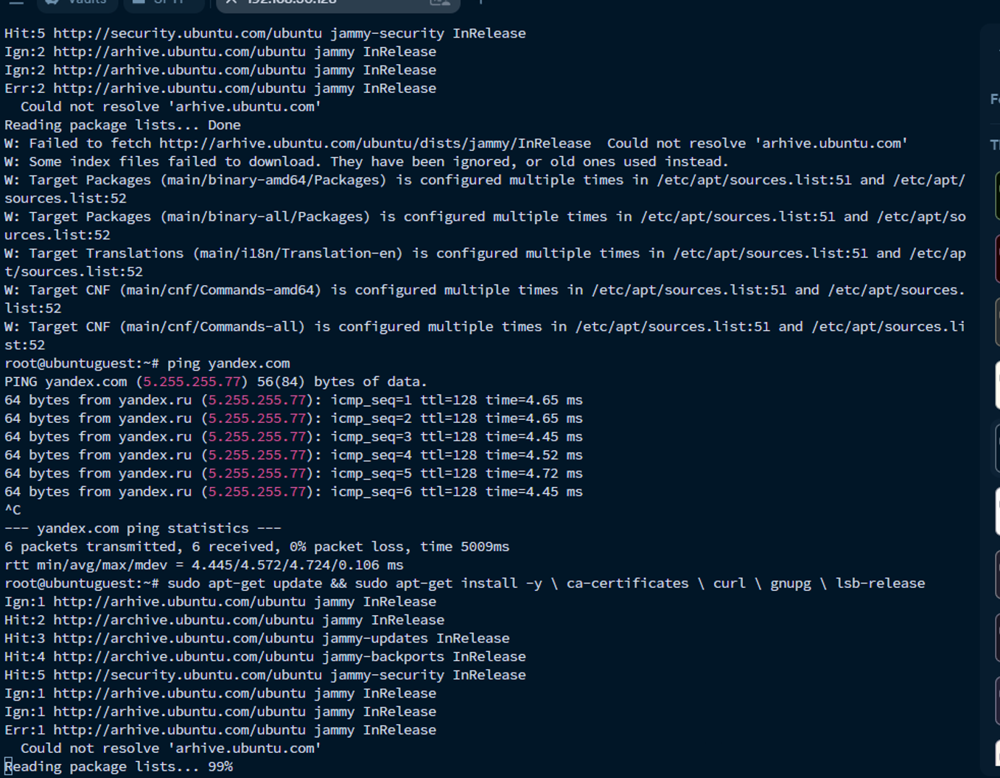 Vaults
SFTP
192.168.50.128
Hit:5 http://security.ubuntu.com/ubuntu jammy-security InRelease
Ign:2 http://arhive.ubuntu.com/ubuntu jammy InRelease
Ign:2 http://arhive.ubuntu.com/ubuntu jammy InRelease
Err:2 http://arhive.ubuntu.com/ubuntu jammy InRelease
  Could not resolve 'arhive.ubuntu.com'
Reading package lists... Done
W: Failed to fetch http://arhive.ubuntu.com/ubuntu/dists/jammy/InRelease  Could not resolve 'arhive.ubuntu.com'
W: Some index files failed to download. They have been ignored, or old ones used instead.
W: Target Packages (main/binary-amd64/Packages) is configured multiple times in /etc/apt/sources.list:51 and /etc/apt/
sources.list:52
W: Target Packages (main/binary-all/Packages) is configured multiple times in /etc/apt/sources.list:51 and /etc/apt/so
urces.list:52
W: Target Translations (main/i18n/Translation-en) is configured multiple times in /etc/apt/sources.list:51 and /etc/ap
t/sources.list:52
W: Target CNF (main/cnf/Commands-amd64) is configured multiple times in /etc/apt/sources.list:51 and /etc/apt/sources.
list:52
W: Target CNF (main/cnf/Commands-all) is configured multiple times in /etc/apt/sources.list:51 and /etc/apt/sources.li
st:52
root@ubuntuguest:~# ping yandex.com
PING yandex.com (5.255.255.77) 56(84) bytes of data.
64 bytes from yandex.ru (5.255.255.77): icmp_seq=1 ttl=128 time=4.65 ms
64 bytes from yandex.ru (5.255.255.77): icmp_seq=2 ttl=128 time=4.65 ms
64 bytes from yandex.ru (5.255.255.77): icmp_seq=3 ttl=128 time=4.45 ms
64 bytes from yandex.ru (5.255.255.77): icmp_seq=4 ttl=128 time=4.52 ms
64 bytes from yandex.ru (5.255.255.77): icmp_seq=5 ttl=128 time=4.72 ms
64 bytes from yandex.ru (5.255.255.77): icmp_seq=6 ttl=128 time=4.45 ms
^C
--- yandex.com ping statistics ---
6 packets transmitted, 6 received, 0% packet loss, time 5009ms
rtt min/avg/max/mdev = 4.445/4.572/4.724/0.106 ms
root@ubuntuguest:~# sudo apt-get update && sudo apt-get install -y \ ca-certificates \ curl \ gnupg \ lsb-release
Ign:1 http://arhive.ubuntu.com/ubuntu jammy InRelease
Hit:2 http://archive.ubuntu.com/ubuntu jammy InRelease
Hit:3 http://archive.ubuntu.com/ubuntu jammy-updates InRelease
Hit:4 http://archive.ubuntu.com/ubuntu jammy-backports InRelease
Hit:5 http://security.ubuntu.com/ubuntu jammy-security InRelease
Ign:1 http://arhive.ubuntu.com/ubuntu jammy InRelease
Ign:1 http://arhive.ubuntu.com/ubuntu jammy InRelease
Err:1 http://arhive.ubuntu.com/ubuntu jammy InRelease
  Could not resolve 'arhive.ubuntu.com'
Reading package lists... 99%